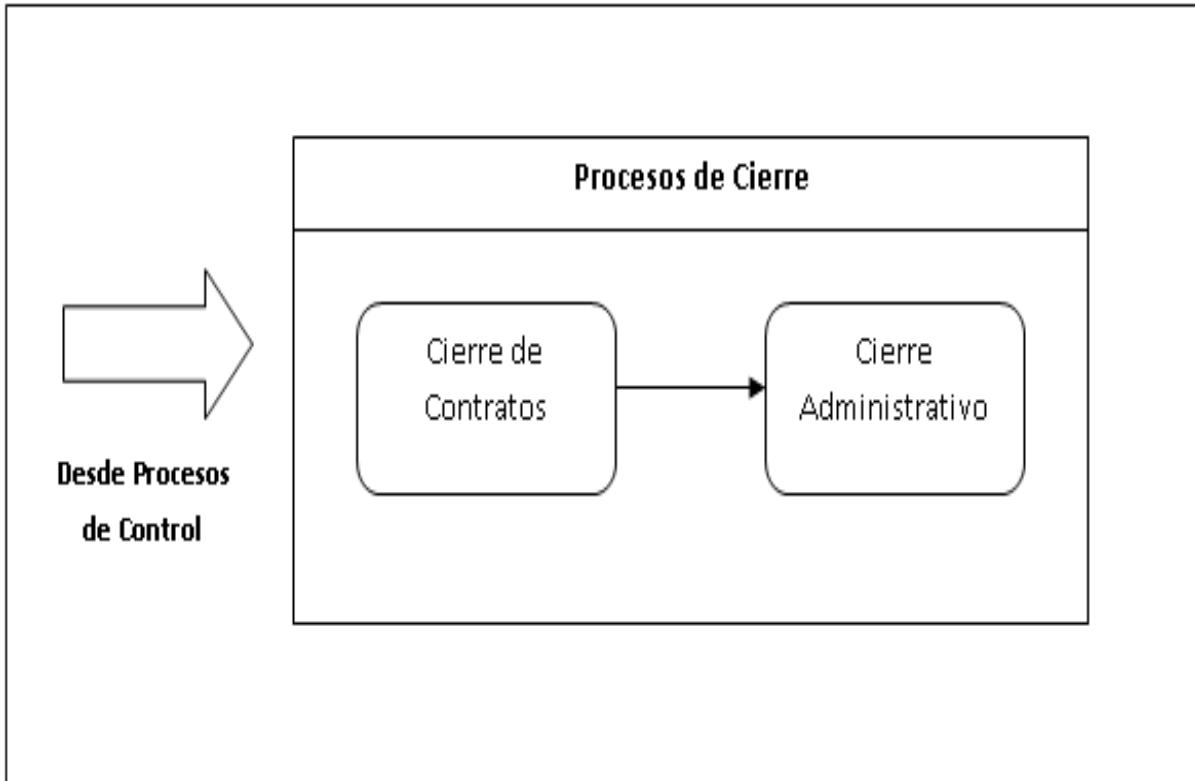 Procesos de Cierre
Cierre de
Contratos
Cierre
Administrativo
Desde Procesos
de Control